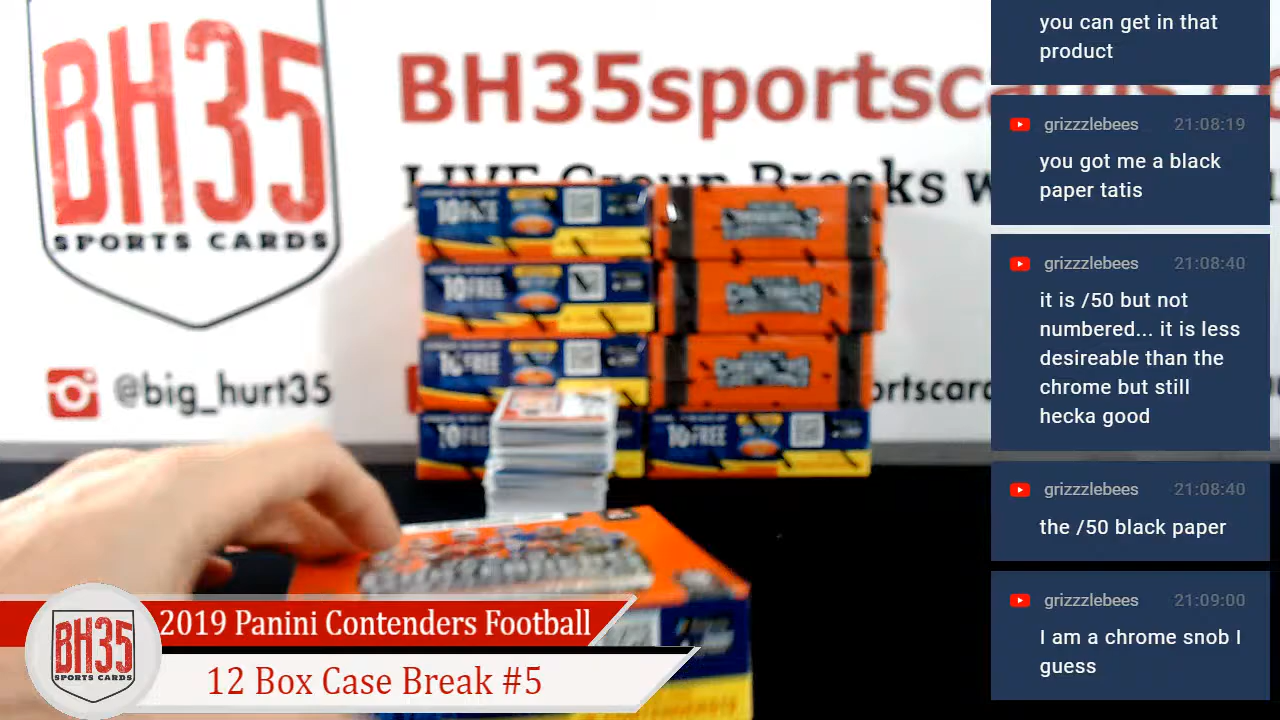 BH35
SPORTS CARDS
@big_hurt35
BH35sportscards.co
LIVE Group Breaks w
10 FREE
10 FREE
10 FREE
10 FREE
10 FREE
ortscard
you can get in that
product
grizzzlebees 21:08:19
you got me a black
paper tatis
grizzzlebees 21:08:40
it is /50 but not
numbered... it is less
desireable than the
chrome but still
hecka good
grizzzlebees 21:08:40
the /50 black paper
grizzzlebees 21:09:00
I am a chrome snob I
guess
BH35
SPORTS CARDS
2019 Panini Contenders Football
12 Box Case Break #5